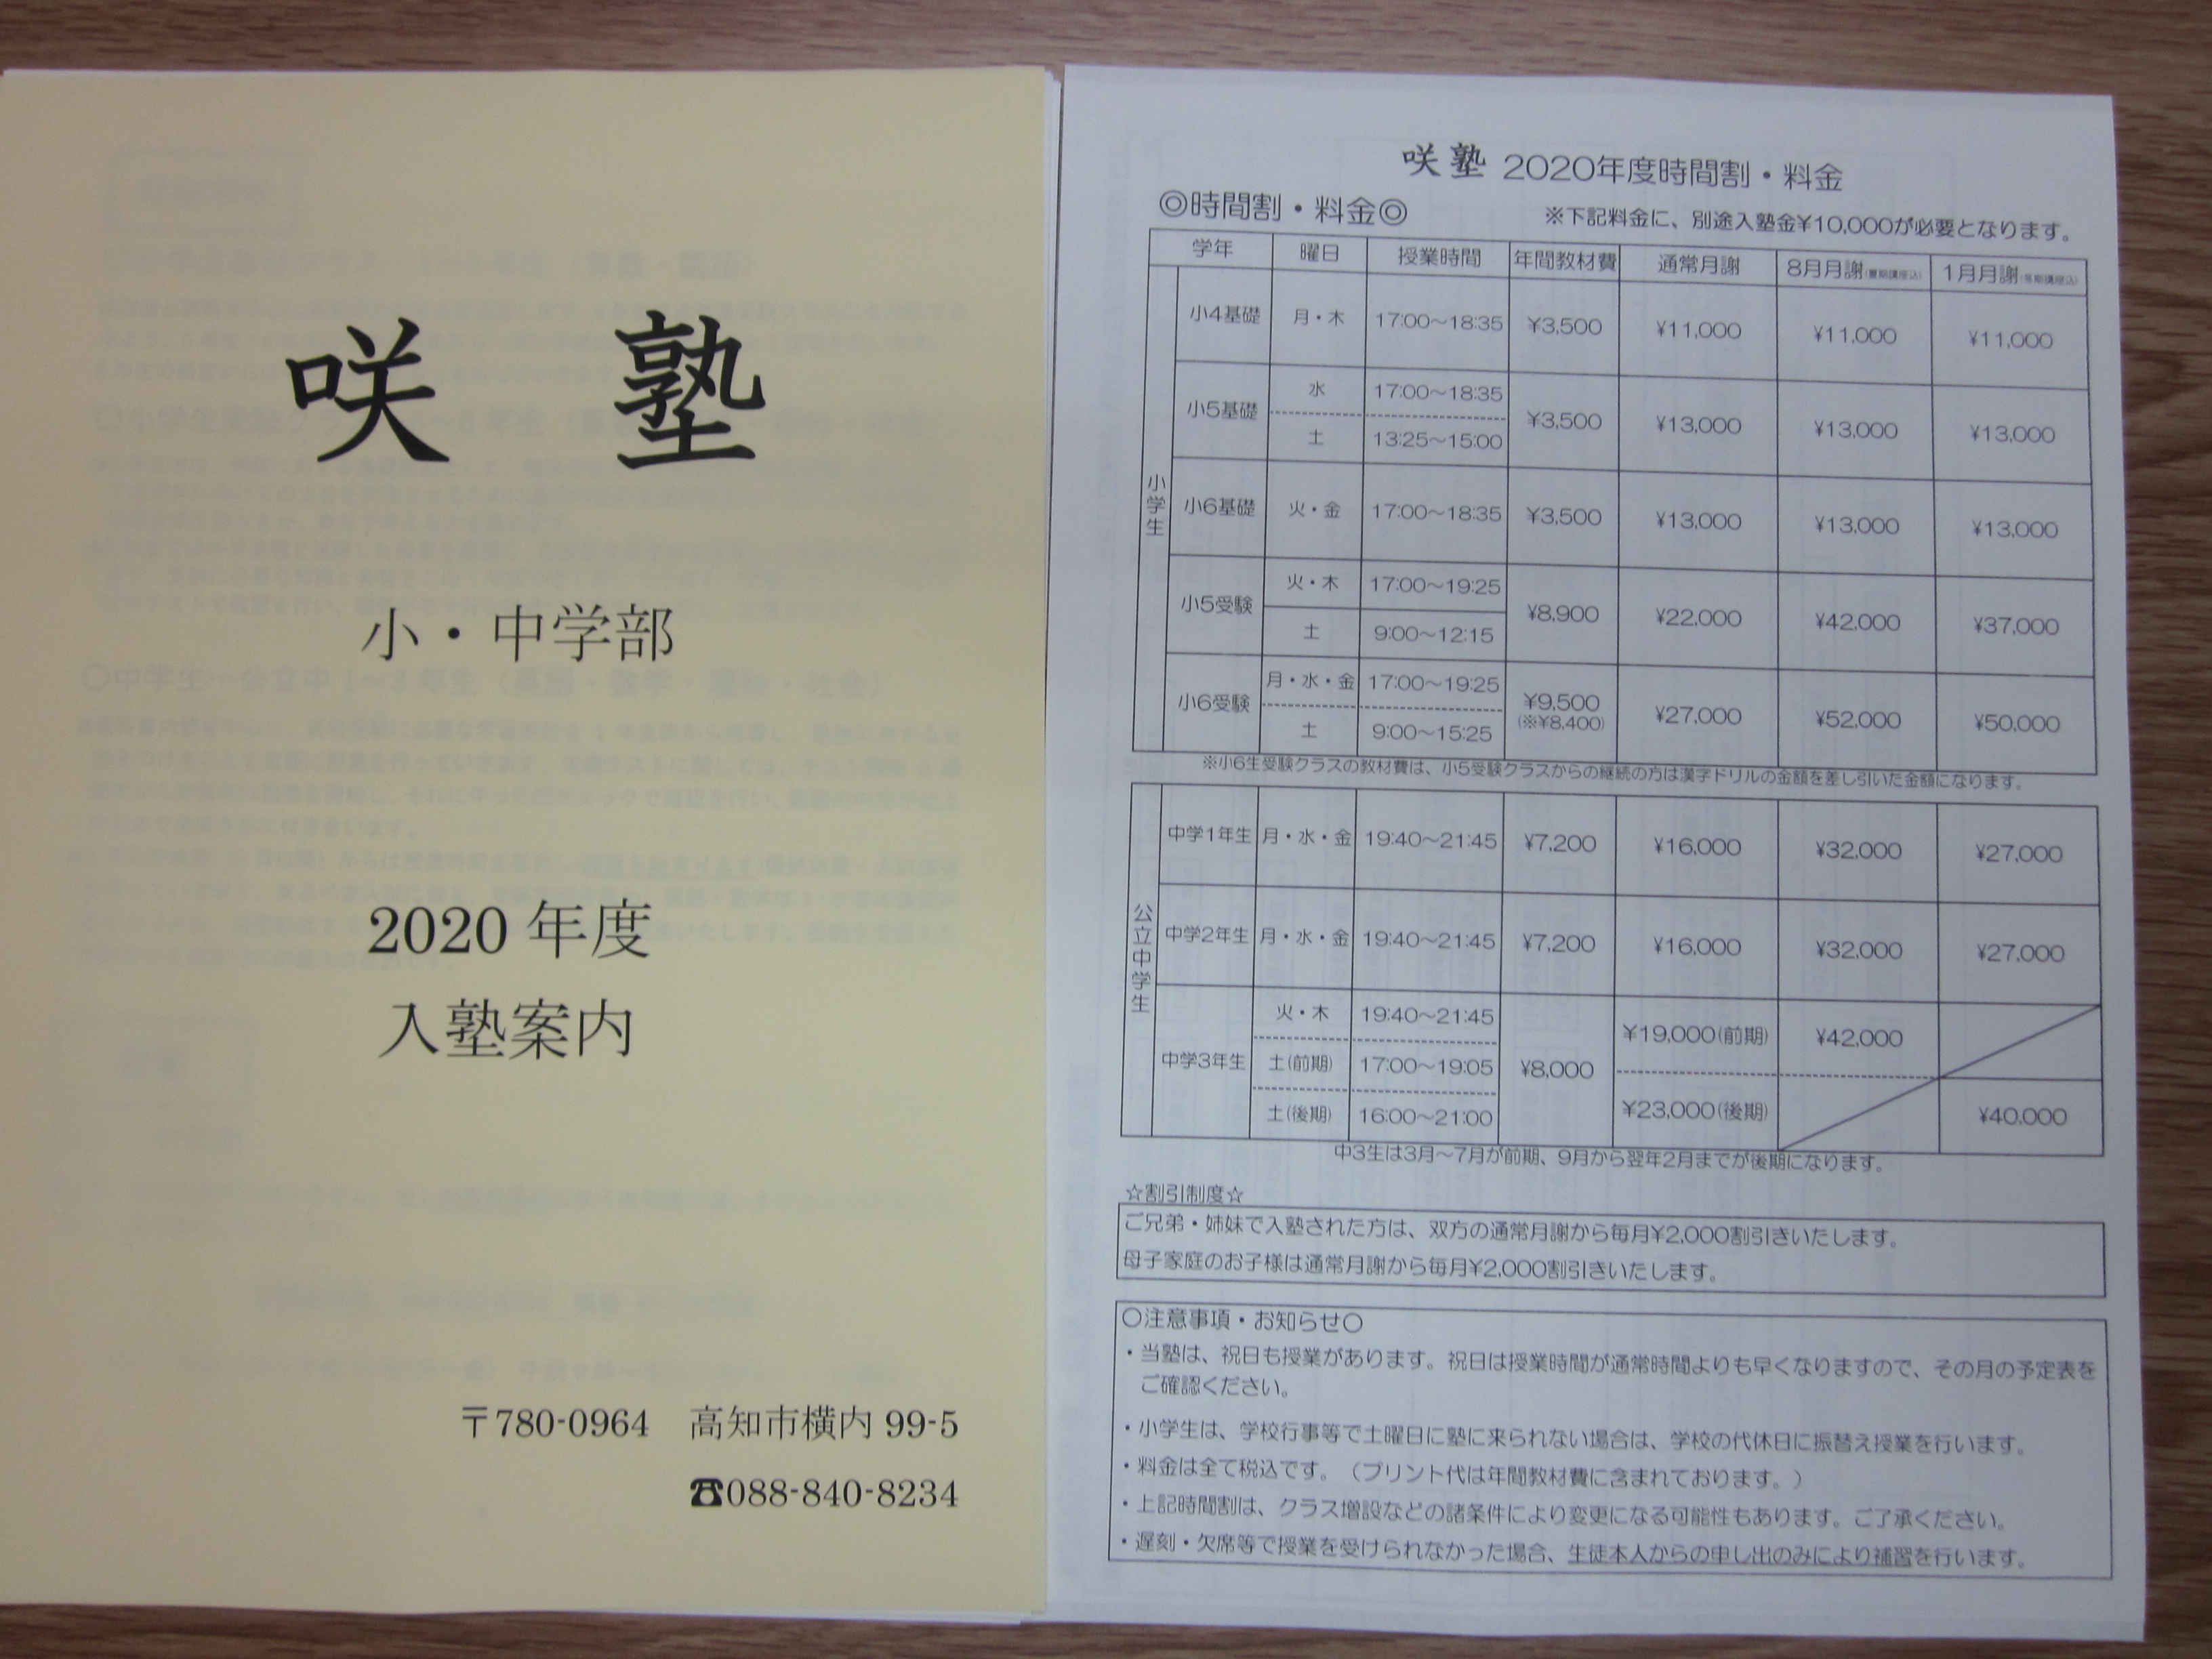 咲 塾
小・中学部
2020 年度
入塾案内
〒780-0964 高知市横内 99-5
☎088-840-8234
咲塾 2020年度時間割・料金
◎時間割・料金◎ ※下記料金に、別途入塾金¥10,000が必要となります。
学年 曜日 授業時間 年間教材費 通常月謝 8月月謝(夏期講座込) 1月月謝(冬期講座込)
小学生
小4基礎 月・木 17:00～18:35 ¥3,500 ¥11,000 ¥11,000 ¥11,000
小5基礎 水 17:00～18:35 ¥3,500 ¥13,000 ¥13,000 ¥13,000
土 13:25～15:00
小6基礎 火・金 17:00～18:35 ¥3,500 ¥13,000 ¥13,000 ¥13,000
小5受験 火・木 17:00～19:25 ¥8,900 ¥22,000 ¥42,000 ¥37,000
土 9:00～12:15
小6受験 月・水・金 17:00～19:25 ¥9,500 (※¥8,400) ¥27,000 ¥52,000 ¥50,000
土 9:00～15:25
※小6生受験クラスの教材費は、小5受験クラスからの継続の方は漢字ドリルの金額を差し引いた金額になります。
公立中学生
中学1年生 月・水・金 19:40～21:45 ¥7,200 ¥16,000 ¥32,000 ¥27,000
中学2年生 月・水・金 19:40～21:45 ¥7,200 ¥16,000 ¥32,000 ¥27,000
中学3年生 火・木 19:40～21:45 ¥8,000 ¥19,000(前期) ¥42,000
土(前期) 17:00～19:05
土(後期) 16:00～21:00 ¥23,000(後期) ¥40,000
中3生は3月～7月が前期、9月から翌年2月までが後期になります。
☆割引制度☆
ご兄弟・姉妹で入塾された方は、双方の通常月謝から毎月¥2,000割引きいたします。
母子家庭のお子様は通常月謝から毎月¥2,000割引きいたします。
○注意事項・お知らせ○
・当塾は、祝日も授業があります。祝日は授業時間が通常時間よりも早くなりますので、その月の予定表を
ご確認ください。
・小学生は、学校行事等で土曜日に塾に来られない場合は、学校の代休日に振替え授業を行います。
・料金は全て税込です。（プリント代は年間教材費に含まれております。）
・上記時間割は、クラス増設などの諸条件により変更になる可能性もあります。ご了承ください。
・遅刻・欠席等で授業を受けられなかった場合、生徒本人からの申し出のみにより補習を行います。